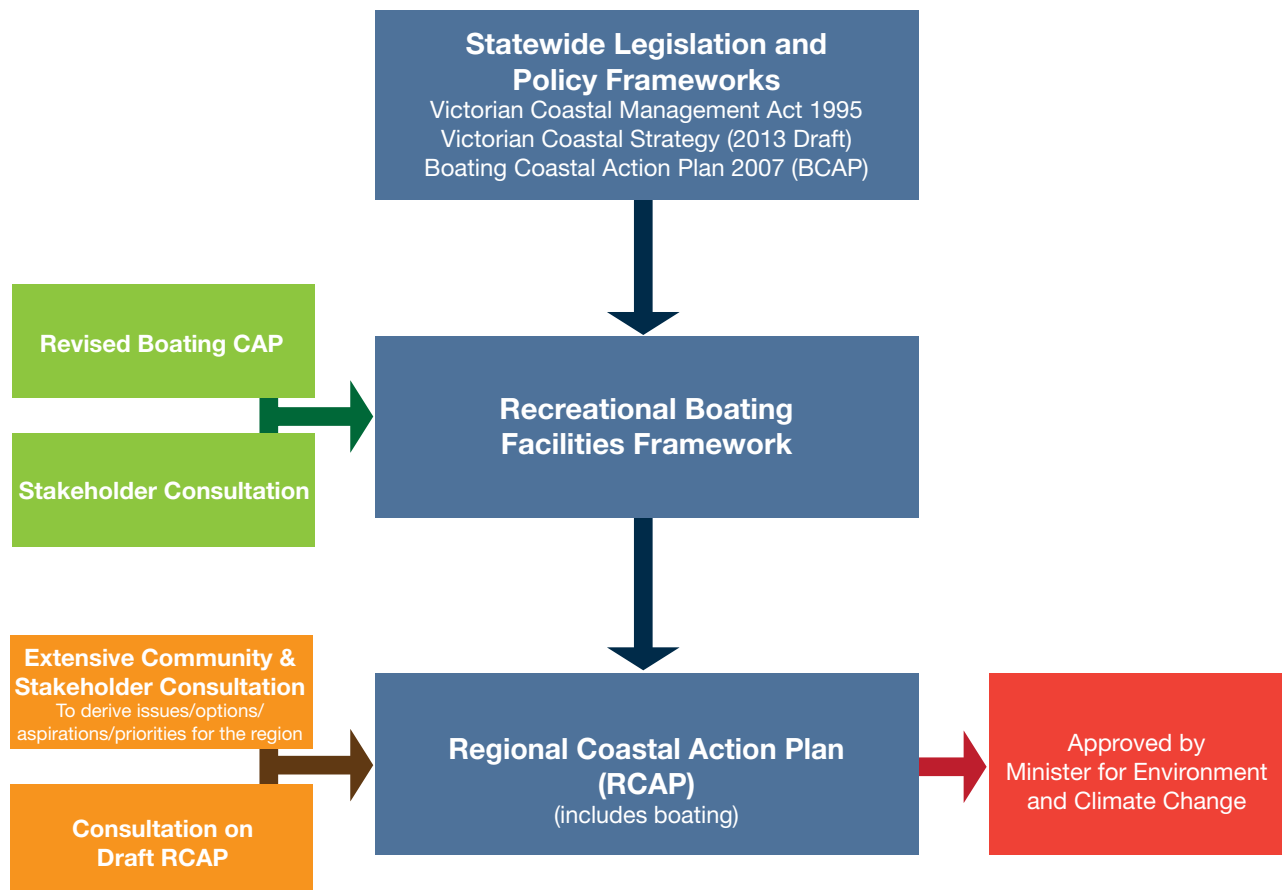 Statewide Legislation and
Policy Frameworks
Victorian Coastal Management Act 1995
Victorian Coastal Strategy (2013 Draft)
Boating Coastal Action Plan 2007 (BCAP)
Revised Boating CAP
Stakeholder Consultation
Recreational Boating
Facilities Framework
Extensive Community &
Stakeholder Consultation
To derive issues/options/
aspirations/priorities for the region
Consultation on
Draft RCAP
Regional Coastal Action Plan
(RCAP)
(includes boating)
Approved by
Minister for Environment
and Climate Change